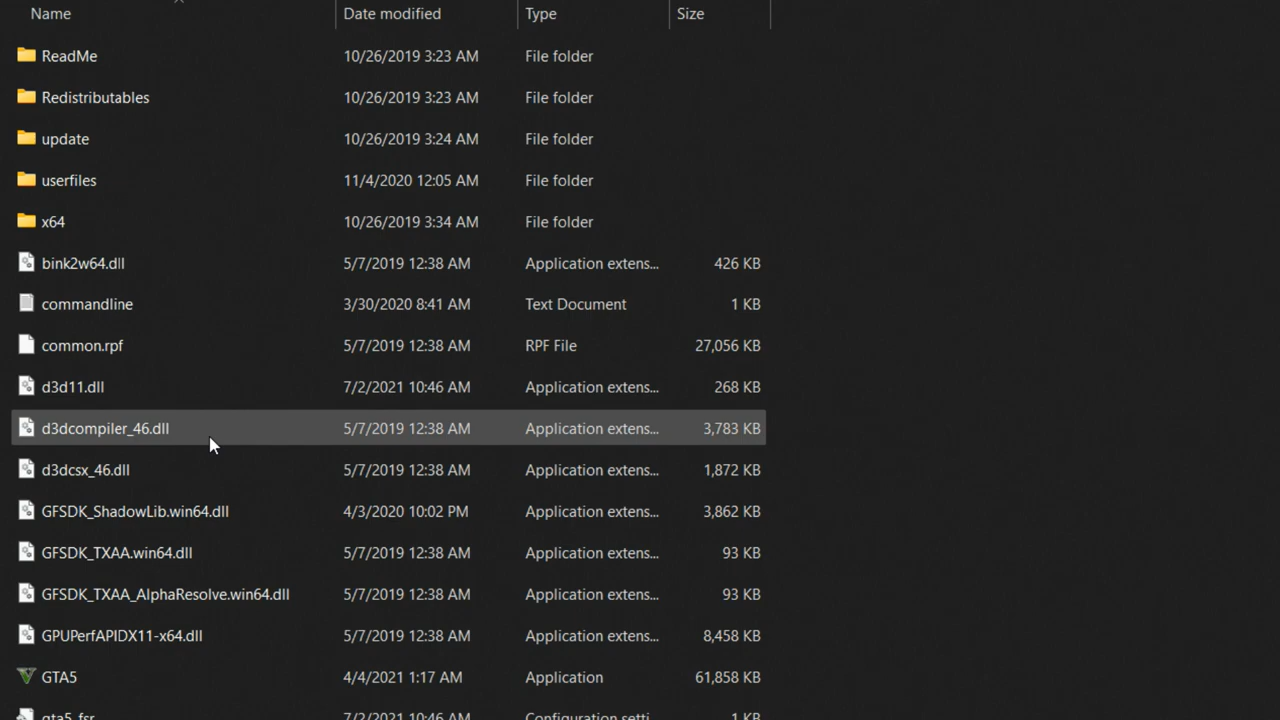 Name Date modified Type Size
ReadMe 10/26/2019 3:23 AM File folder
Redistributables 10/26/2019 3:23 AM File folder
update 10/26/2019 3:24 AM File folder
userfiles 11/4/2020 12:05 AM File folder
x64 10/26/2019 3:34 AM File folder
bink2w64.dll 5/7/2019 12:38 AM Application extens... 426 KB
commandline 3/30/2020 8:41 AM Text Document 1 KB
common.rpf 5/7/2019 12:38 AM RPF File 27,056 KB
d3d11.dll 7/2/2021 10:46 AM Application extens... 268 KB
d3dcompiler_46.dll 5/7/2019 12:38 AM Application extens... 3,783 KB
d3dcsx_46.dll 5/7/2019 12:38 AM Application extens... 1,872 KB
GFSDK_ShadowLib.win64.dll 4/3/2020 10:02 PM Application extens... 3,862 KB
GFSDK_TXAA.win64.dll 5/7/2019 12:38 AM Application extens... 93 KB
GFSDK_TXAA_AlphaResolve.win64.dll 5/7/2019 12:38 AM Application extens... 93 KB
GPUPerfAPIDX11-x64.dll 5/7/2019 12:38 AM Application extens... 8,458 KB
GTA5 4/4/2021 1:17 AM Application 61,858 KB
gta5_fsr 7/2/2021 10:46 AM Configuration setti... 1 KB